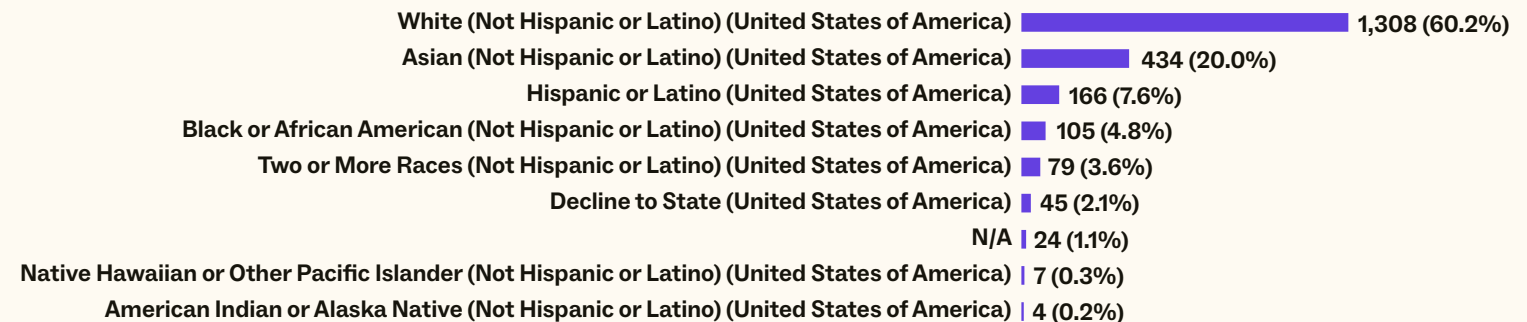 White (Not Hispanic or Latino) (United States of America) 1,308 (60.2%)
Asian (Not Hispanic or Latino) (United States of America) 434 (20.0%)
Hispanic or Latino (United States of America) 166 (7.6%)
Black or African American (Not Hispanic or Latino) (United States of America) 105 (4.8%)
Two or More Races (Not Hispanic or Latino) (United States of America) 79 (3.6%)
Decline to State (United States of America) 45 (2.1%)
N/A 24 (1.1%)
Native Hawaiian or Other Pacific Islander (Not Hispanic or Latino) (United States of America) 7 (0.3%)
American Indian or Alaska Native (Not Hispanic or Latino) (United States of America) 4 (0.2%)